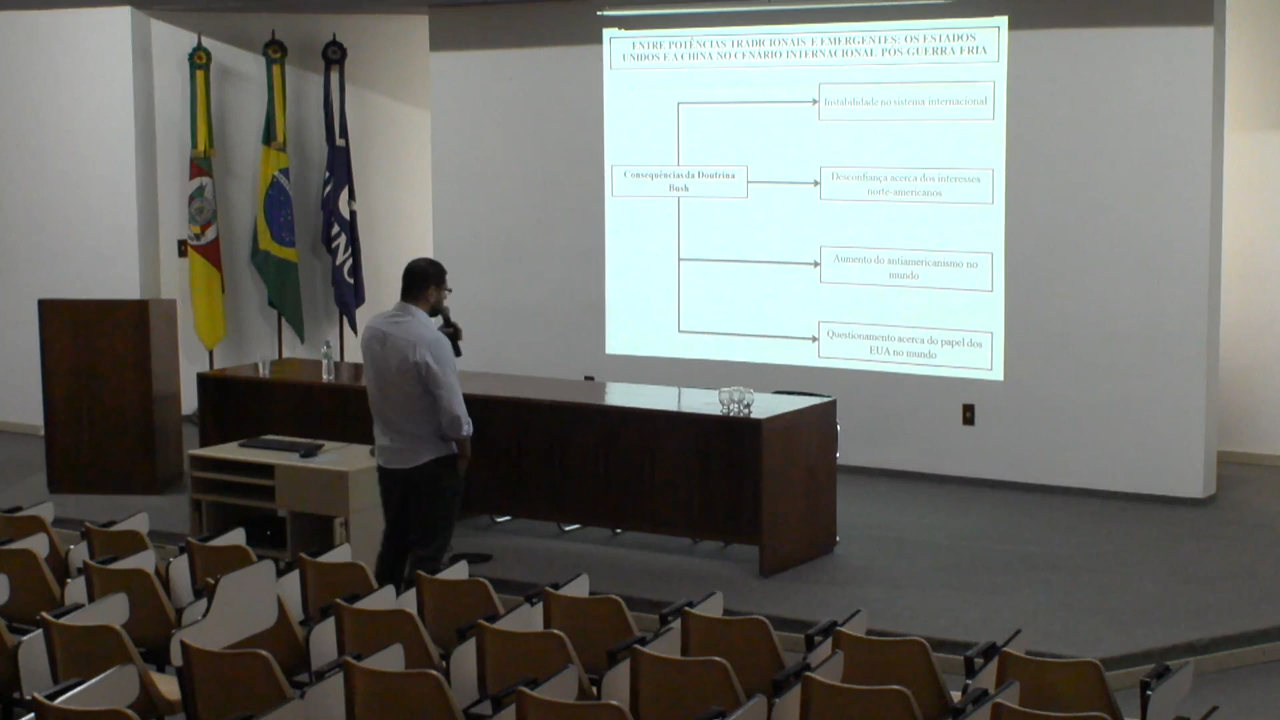 ENTRE POTÊNCIAS TRADICIONAIS E EMERGENTES: OS ESTADOS
UNIDOS E A CHINA NO CENÁRIO INTERNACIONAL PÓS-GUERRA FRIA
Instabilidade no sistema internacional
Consequências da Doutrina
Bush
Desconfiança acerca dos interesses
norte-americanos
Aumento do antiamericanismo no
mundo
Questionamento acerca do papel dos
EUA no mundo